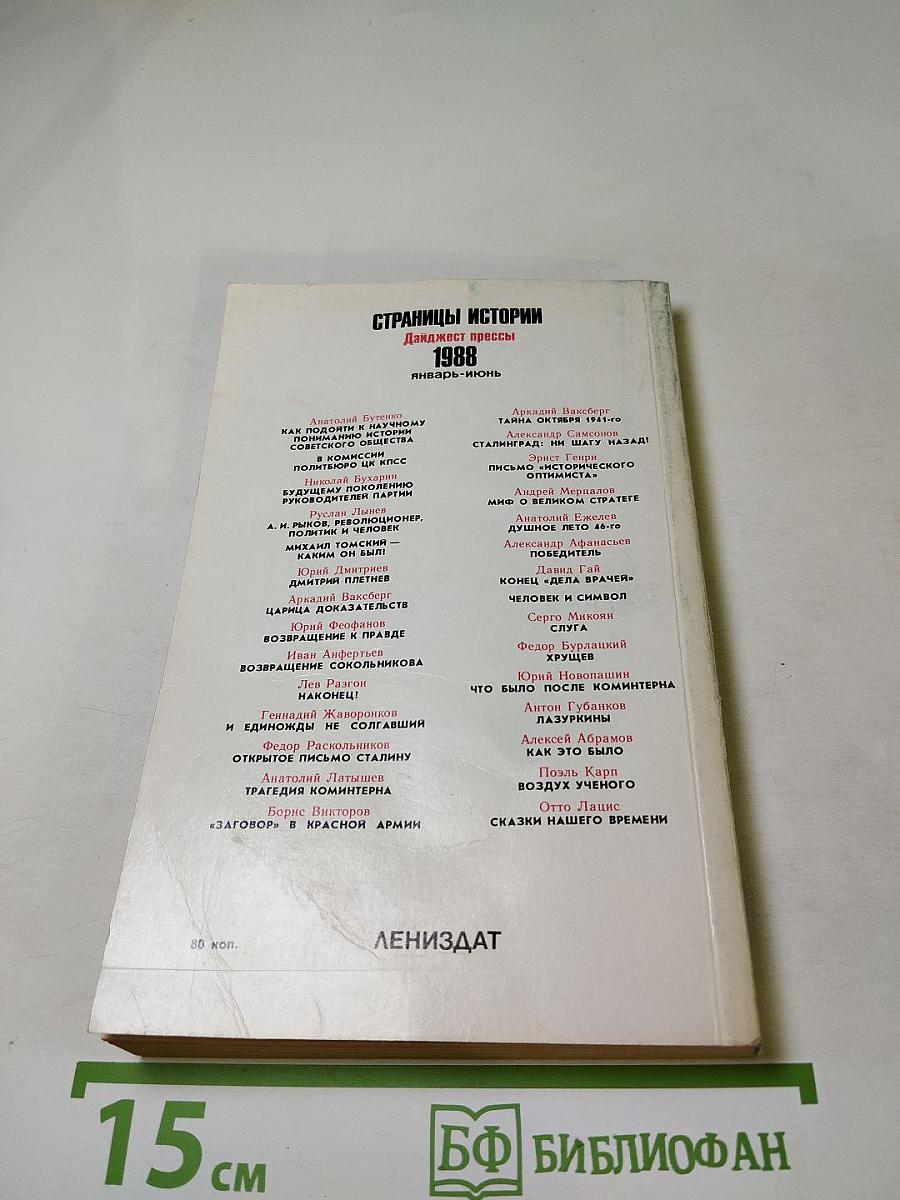 СТРАНИЦЫ ИСТОРИИ
Дайджест прессы
1988
январь-июнь
Анатолий Бутенко
КАК ПОДОЙТИ К НАУЧНОМУ
ПОНИМАНИЮ ИСТОРИИ
СОВЕТСКОГО ОБЩЕСТВА
В КОМИССИИ
ПОЛИТБЮРО ЦК КПСС
Николай Бухарин
БУДУЩЕМУ ПОКОЛЕНИЮ
РУКОВОДИТЕЛЕЙ ПАРТИИ
Руслан Лынев
А. И. РЫКОВ, РЕВОЛЮЦИОНЕР,
ПОЛИТИК И ЧЕЛОВЕК
МИХАИЛ ТОМСКИЙ —
КАКИМ ОН БЫЛ!
Юрий Дмитриев
ДМИТРИЙ ПЛЕТНЕВ
Аркадий Ваксберг
ЦАРИЦА ДОКАЗАТЕЛЬСТВ
Юрий Феофанов
ВОЗВРАЩЕНИЕ К ПРАВДЕ
Иван Анфертьев
ВОЗВРАЩЕНИЕ СОКОЛЬНИКОВА
Лев Разгон
НАКОНЕЦ!
Геннадий Жаворонков
И ЕДИНОЖДЫ НЕ СОЛГАВШИЙ
Федор Раскольников
ОТКРЫТОЕ ПИСЬМО СТАЛИНУ
Анатолий Латышев
ТРАГЕДИЯ КОМИНТЕРНА
Борис Викторов
«ЗАГОВОР» В КРАСНОЙ АРМИИ
Аркадий Ваксберг
ТАЙНА ОКТЯБРЯ 1941-го
Александр Самсонов
СТАЛИНГРАД: НИ ШАГУ НАЗАД!
Эрнст Генри
ПИСЬМО «ИСТОРИЧЕСКОГО
ОПТИМИСТА»
Андрей Мерцалов
МИФ О ВЕЛИКОМ СТРАТЕГЕ
Анатолий Ежелев
ДУШНОЕ ЛЕТО 46-го
Александр Афанасьев
ПОБЕДИТЕЛЬ
Давид Гай
КОНЕЦ «ДЕЛА ВРАЧЕЙ»
ЧЕЛОВЕК И СИМВОЛ
Серго Микоян
СЛУГА
Федор Бурлацкий
ХРУЩЕВ
Юрий Новопашин
ЧТО БЫЛО ПОСЛЕ КОМИНТЕРНА
Антон Губанков
ЛАЗУРКИНЫ
Алексей Абрамов
КАК ЭТО БЫЛО
Поэль Карп
ВОЗДУХ УЧЕНОГО
Отто Лацис
СКАЗКИ НАШЕГО ВРЕМЕНИ
80 коп.
ЛЕНИЗДАТ
15 см
БФ БИБЛИОФАН